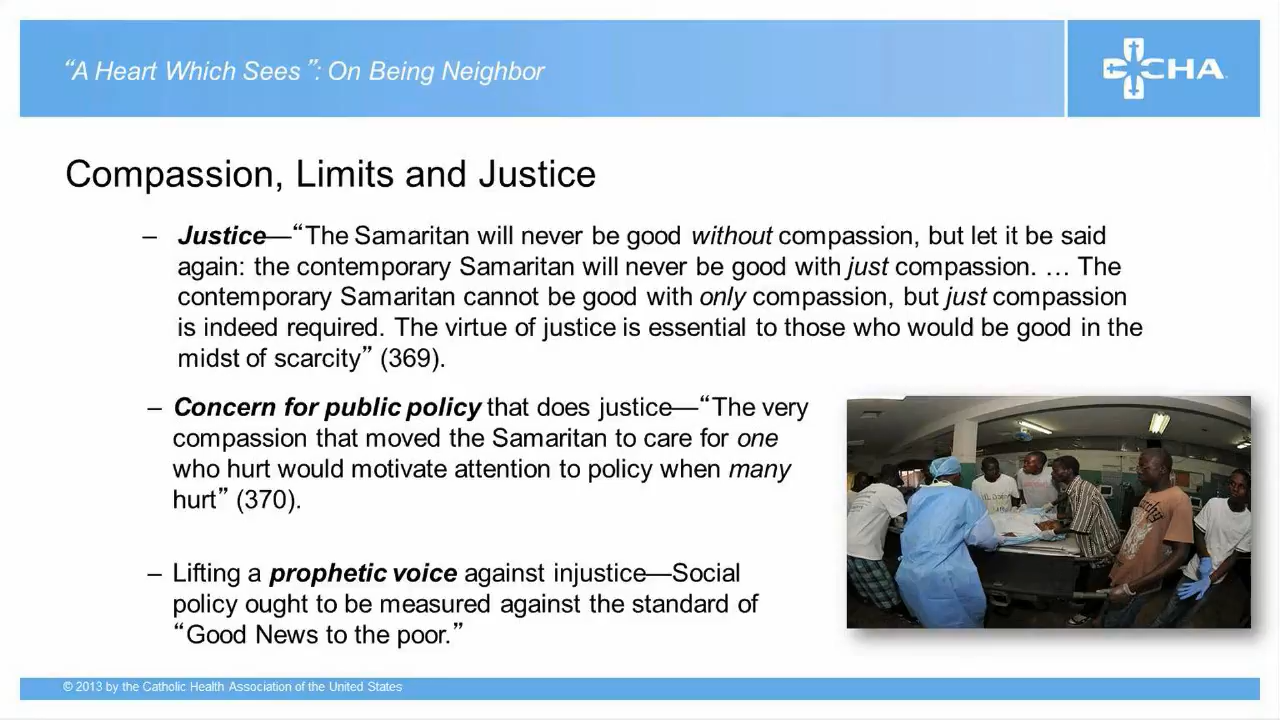 “A Heart Which Sees ”: On Being Neighbor
CHA
Compassion, Limits and Justice
– Justice—“The Samaritan will never be good without compassion, but let it be said
again: the contemporary Samaritan will never be good with just compassion. … The
contemporary Samaritan cannot be good with only compassion, but just compassion
is indeed required. The virtue of justice is essential to those who would be good in the
midst of scarcity” (369).
– Concern for public policy that does justice—“The very
compassion that moved the Samaritan to care for one
who hurt would motivate attention to policy when many
hurt” (370).
– Lifting a prophetic voice against injustice—Social
policy ought to be measured against the standard of
“Good News to the poor.”
© 2013 by the Catholic Health Association of the United States